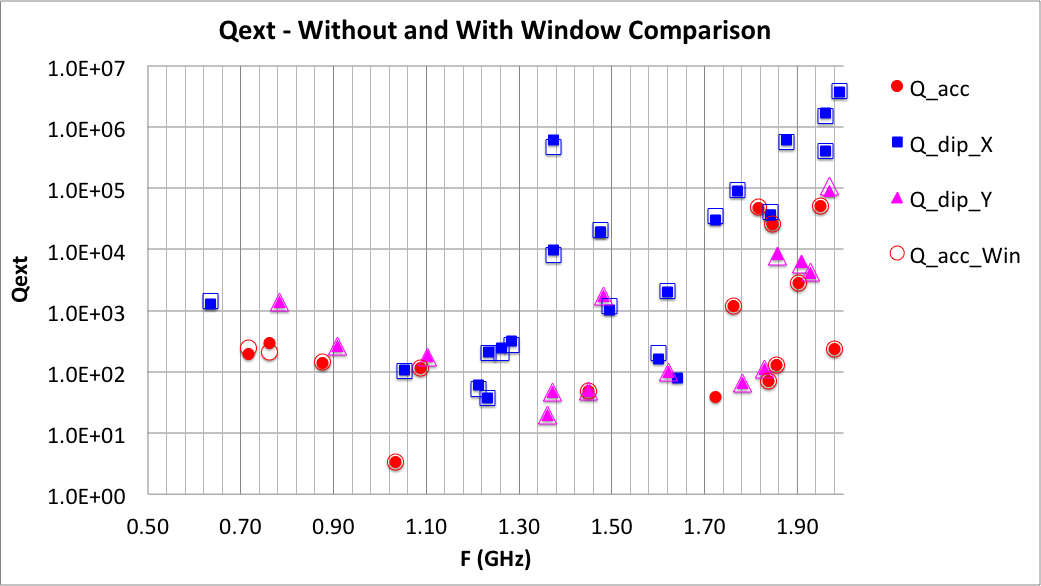 Qext - Without and With Window Comparison
1.0E+07
1.0E+06
1.0E+05
1.0E+04
1.0E+03
1.0E+02
1.0E+01
1.0E+00
Qext
0.50 0.70 0.90 1.10 1.30 1.50 1.70 1.90
F (GHz)
Q_acc
Q_dip_X
Q_dip_Y
Q_acc_Win